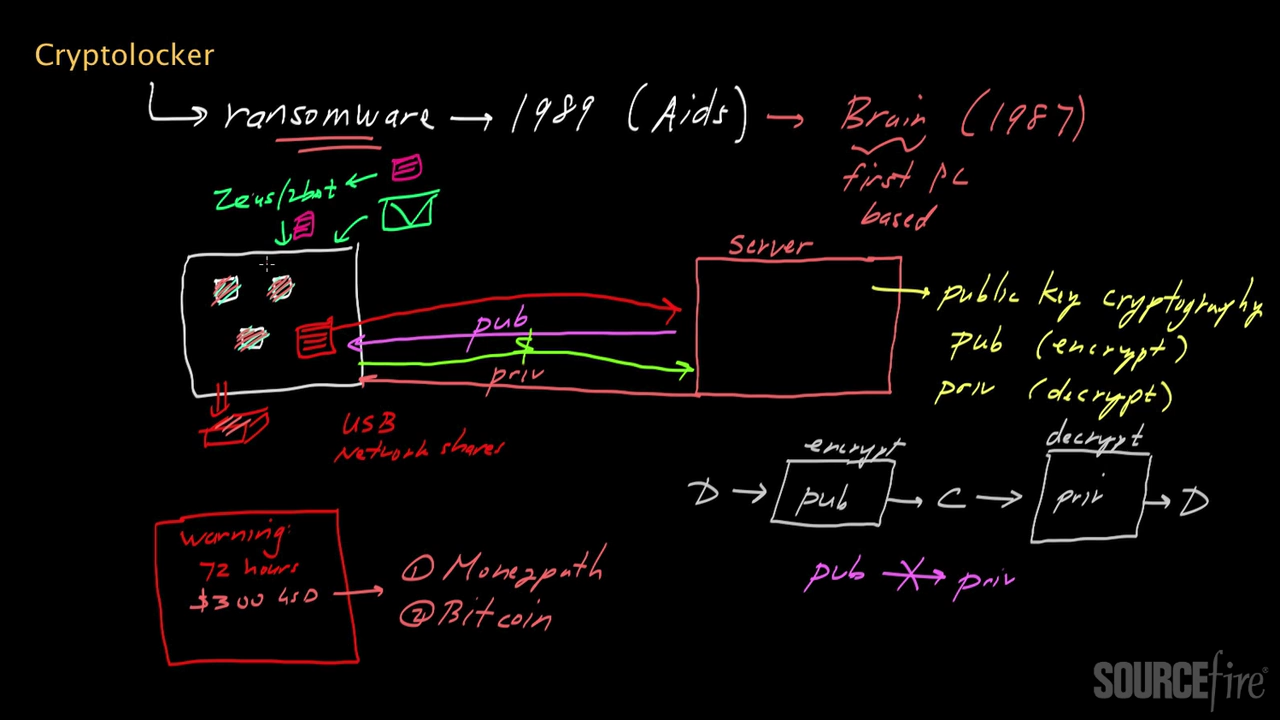 Cryptolocker
ransomware → 1989 (Aids) → Brain (1987)
first PC
based
Zeus/Zbot
Server
public key cryptography
pub (encrypt)
priv (decrypt)
pub
$
priv
USB
Network shares
encrypt
decrypt
D → pub → C → priv → D
Warning:
72 hours
$300 USD
① Moneypath
② Bitcoin
pub → priv
SOURCEfire®